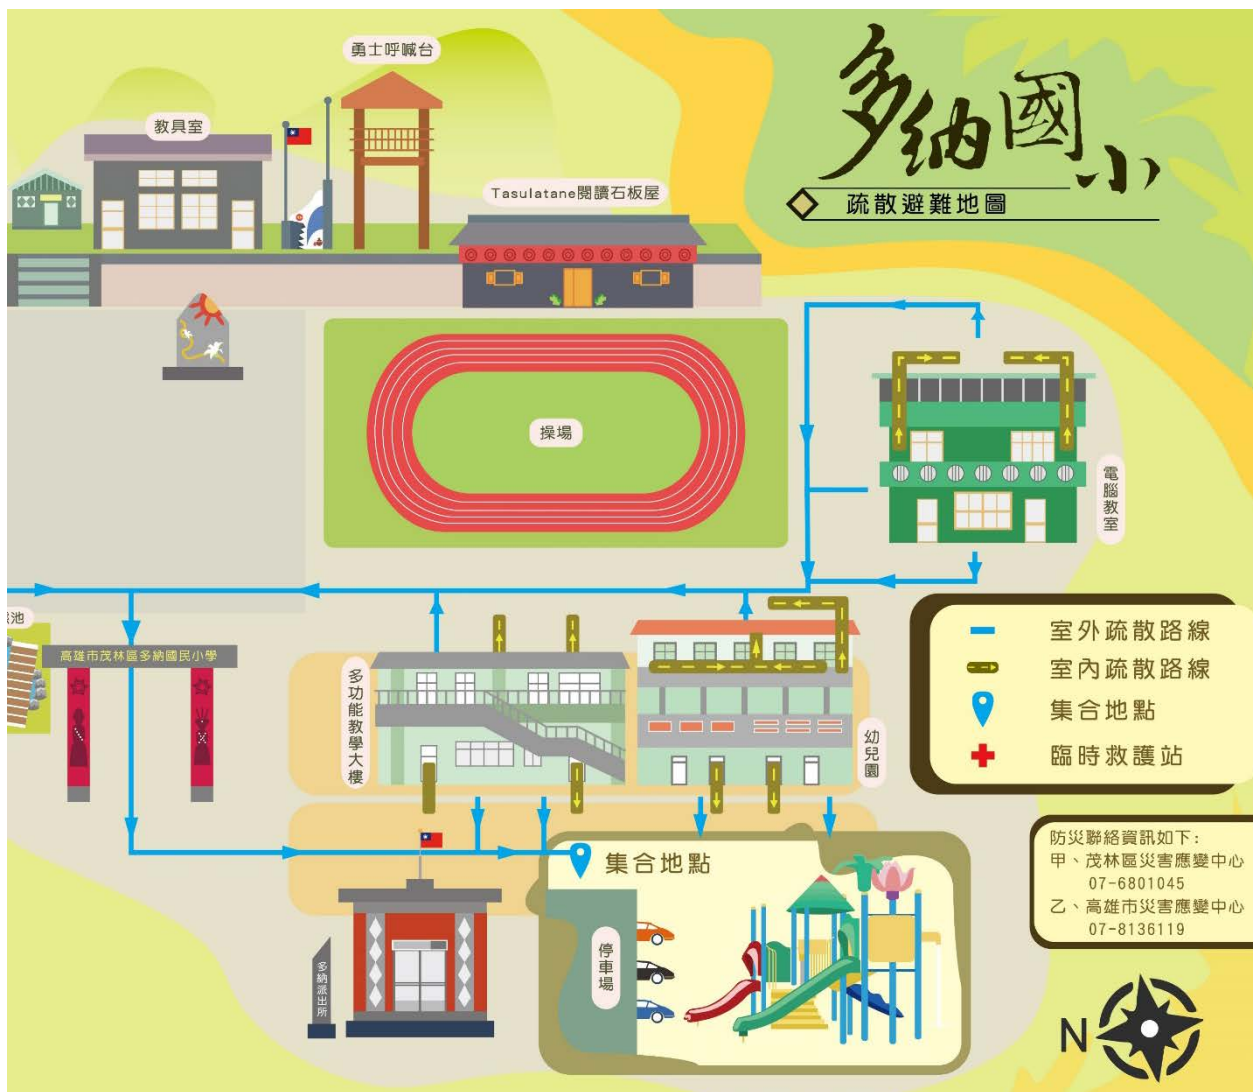 多納國小
疏散避難地圖
勇士呼喊台
教具室
Tasulatane閱讀石板屋
操場
電腦教室
池
高雄市茂林區多納國民小學
多功能教學大樓
幼兒園
室外疏散路線
室內疏散路線
集合地點
臨時救護站
防災聯絡資訊如下:
甲、茂林區災害應變中心
07-6801045
乙、高雄市災害應變中心
07-8136119
集合地點
停車場
多納派出所
N